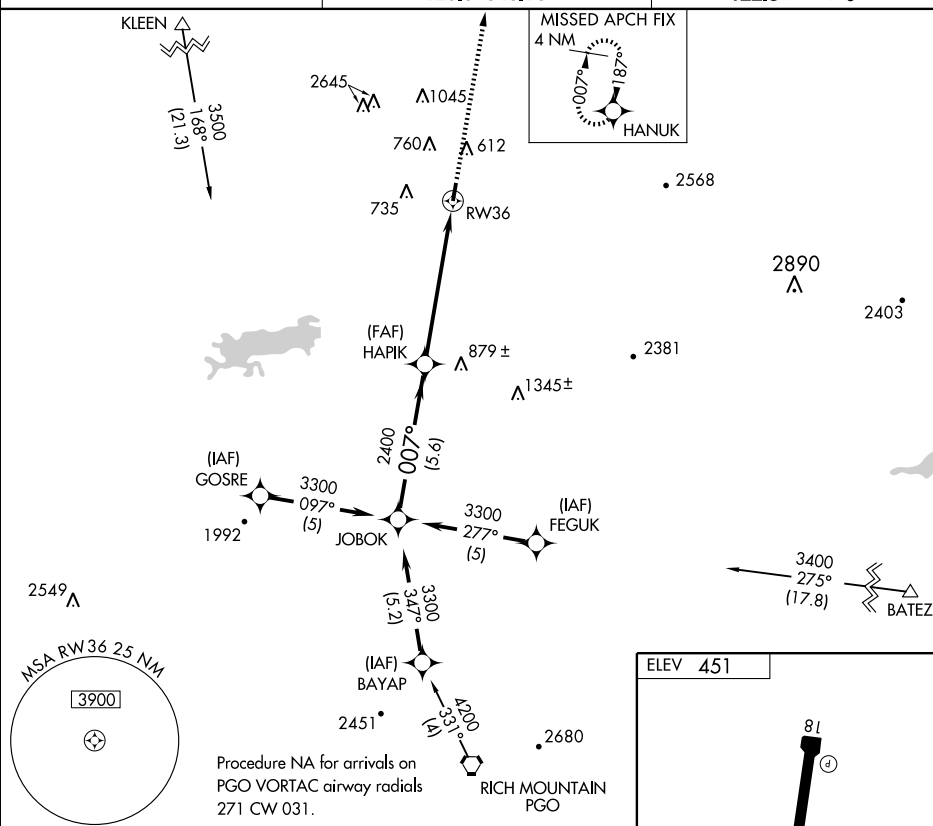 KLEEN
3500
168°
(21.3)
2645
1045
760
612
735
RW36
MISSED APCH FIX
4 NM
007°
187°
HANUK
2568
2890
2403
(FAF)
HAPIK
879 ±
2381
1345±
2400
007°
(5.6)
(IAF)
GOSRE
3300
097°
(5)
1992
JOBOK
3300
277°
(5)
(IAF)
FEGUK
3400
275°
(17.8)
BATEZ
2549
3300
347°
(5.2)
(IAF)
BAYAP
MSA RW36 25 NM
3900
2451
4200
331°
(4)
2680
RICH MOUNTAIN
PGO
Procedure NA for arrivals on
PGO VORTAC airway radials
271 CW 031.
ELEV 451
18
P